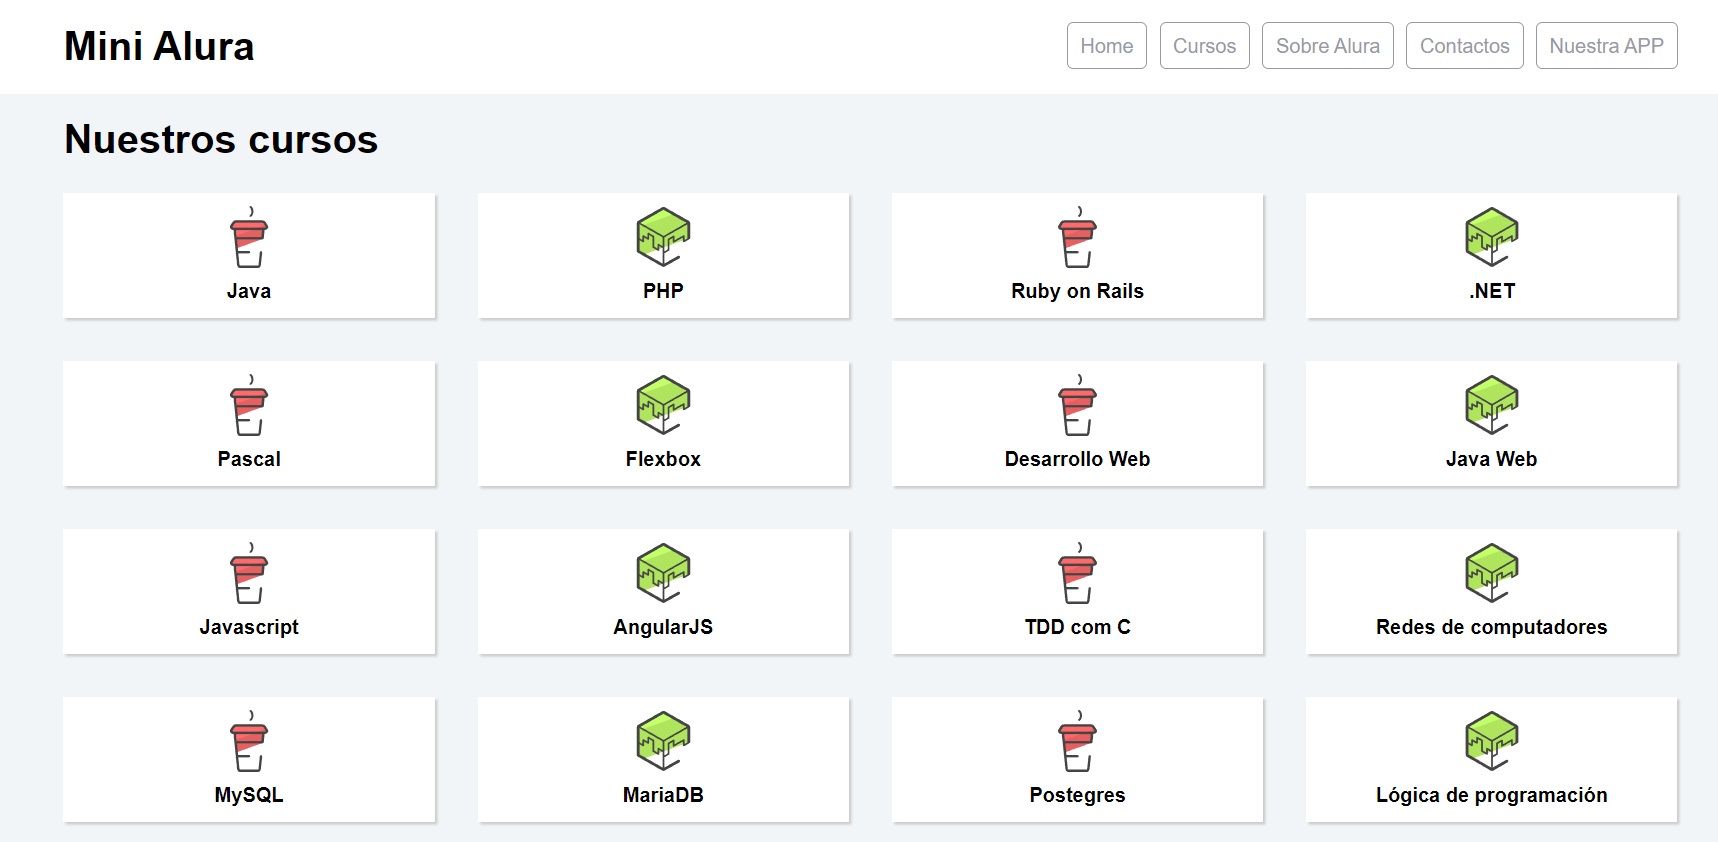 Mini Alura
Home
Cursos
Sobre Alura
Contactos
Nuestra APP
Nuestros cursos
Java
PHP
Ruby on Rails
.NET
Pascal
Flexbox
Desarrollo Web
Java Web
Javascript
AngularJS
TDD com C
Redes de computadores
MySQL
MariaDB
Postegres
Lógica de programación